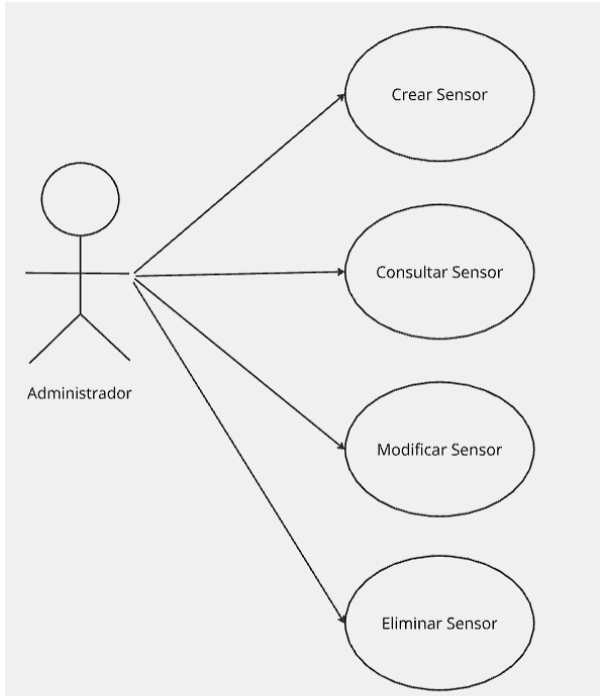 Crear Sensor
Consultar Sensor
Administrador
Modificar Sensor
Eliminar Sensor